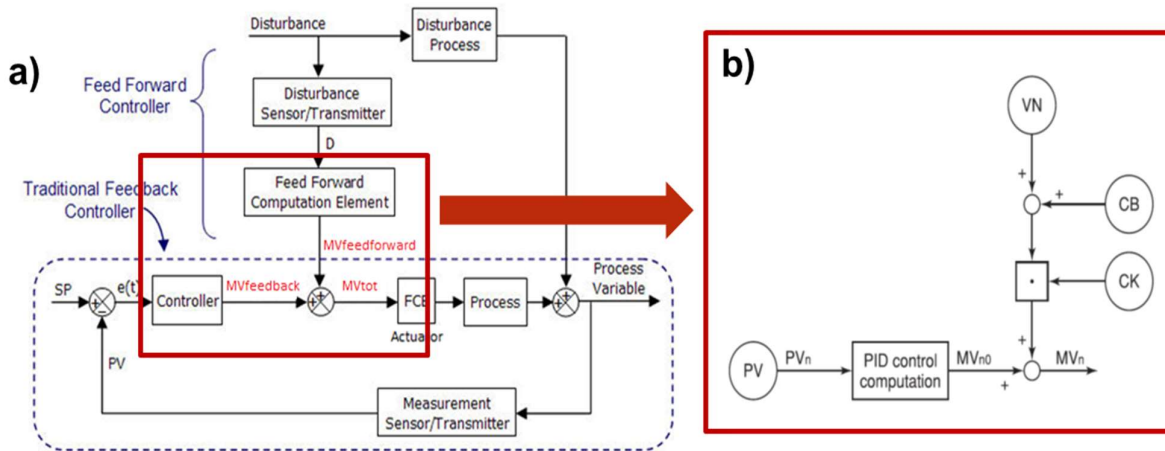 a)
Disturbance
Disturbance
Process
Feed Forward
Controller
Disturbance
Sensor/Transmitter
D
Traditional Feedback
Controller
Feed Forward
Computation Element
MVfeedforward
SP
+
−
e(t)
Controller
MVfeedback
+
+
MVtot
FCE
Actuator
Process
+
+
Process
Variable
PV
Measurement
Sensor/Transmitter
b)
VN
+
+
CB
•
CK
+
PV
PVn
PID control
computation
MVn0
+
MVn